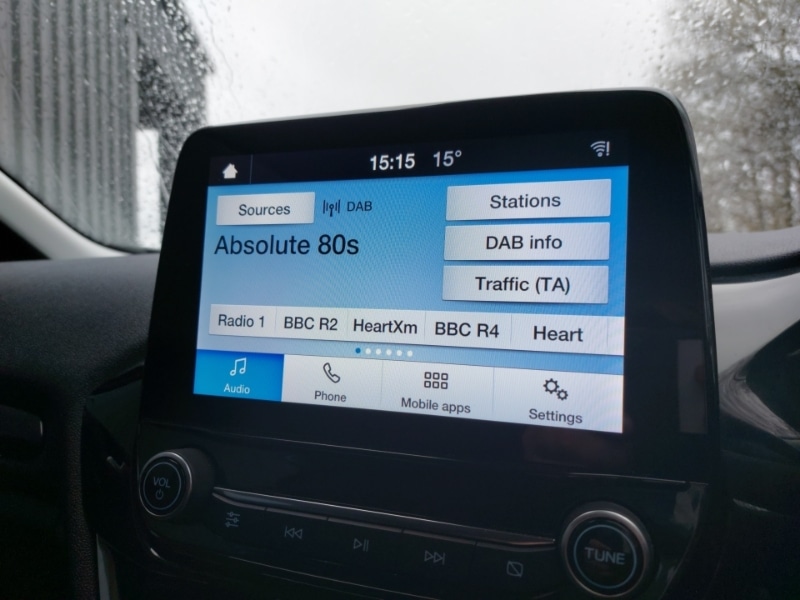 15:15 15°
Sources DAB
Absolute 80s
Stations
DAB info
Traffic (TA)
Radio 1 BBC R2 HeartXm BBC R4 Heart
Audio Phone Mobile apps Settings
VOL
TUNE